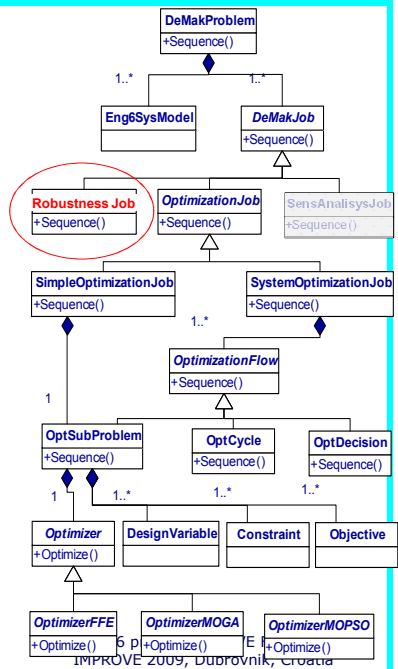 DeMakProblem
+Sequence()
1..*
1..*
Eng6SysModel
DeMakJob
+Sequence()
Robustness Job
+Sequence()
OptimizationJob
+Sequence()
SensAnalisysJob
+Sequence()
SimpleOptimizationJob
+Sequence()
SystemOptimizationJob
+Sequence()
1..*
OptimizationFlow
+Sequence()
1
OptSubProblem
+Sequence()
OptCycle
+Sequence()
OptDecision
+Sequence()
1
1..*
1..*
1..*
Optimizer
+Optimize()
DesignVariable
Constraint
Objective
OptimizerFFE
+Optimize()
OptimizerMOGA
+Optimize()
OptimizerMOPSO
+Optimize()
IMPROVE 2009, Dubrovnik, Croatia